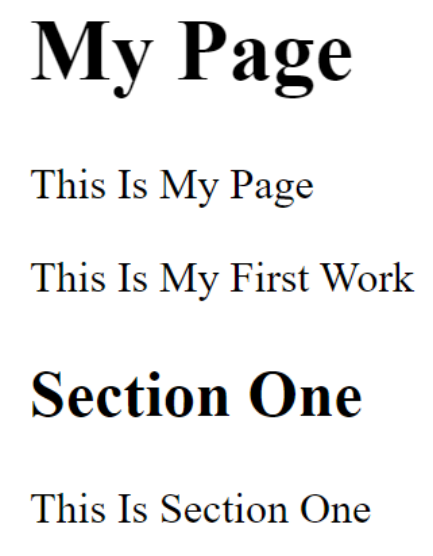 My Page
This Is My Page
This Is My First Work
Section One
This Is Section One